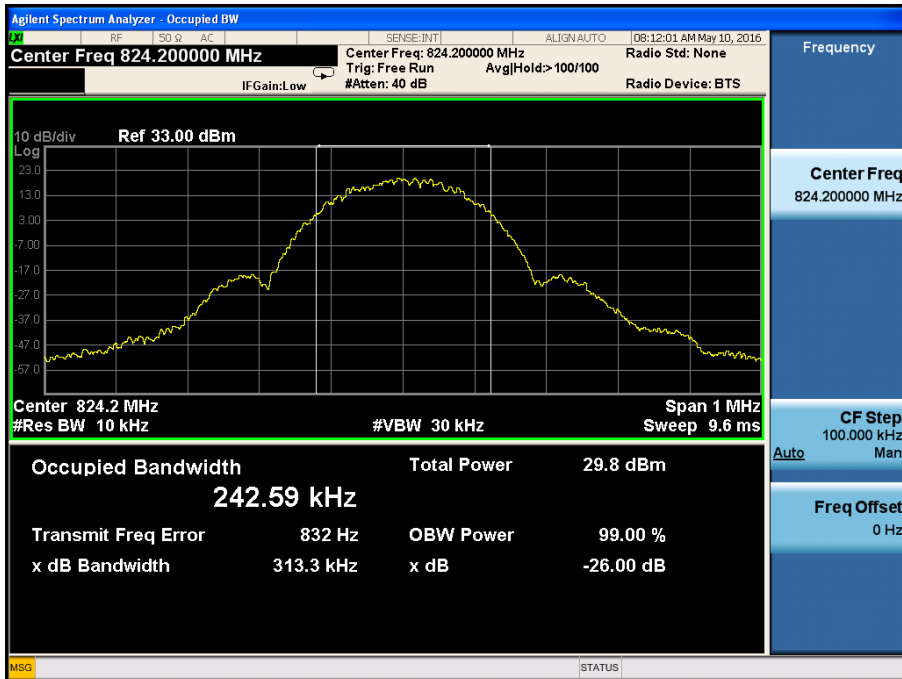 Agilent Spectrum Analyzer - Occupied BW
LXI RF 50 Ω AC SENSE:INT ALIGN AUTO 08:12:01 AM May 10, 2016
Center Freq 824.200000 MHz
Center Freq: 824.200000 MHz
Radio Std: None
Trig: Free Run Avg|Hold:>100/100
IFGain:Low
#Atten: 40 dB
Radio Device: BTS
Frequency
10 dB/div Ref 33.00 dBm
Log
23.0
13.0
3.00
-7.00
-17.0
-27.0
-37.0
-47.0
-57.0
Center Freq
824.200000 MHz
Center 824.2 MHz Span 1 MHz
#Res BW 10 kHz #VBW 30 kHz Sweep 9.6 ms
CF Step
100.000 kHz
Auto Man
Freq Offset
0 Hz
Occupied Bandwidth Total Power 29.8 dBm
242.59 kHz
Transmit Freq Error 832 Hz OBW Power 99.00 %
x dB Bandwidth 313.3 kHz x dB -26.00 dB
MSG STATUS